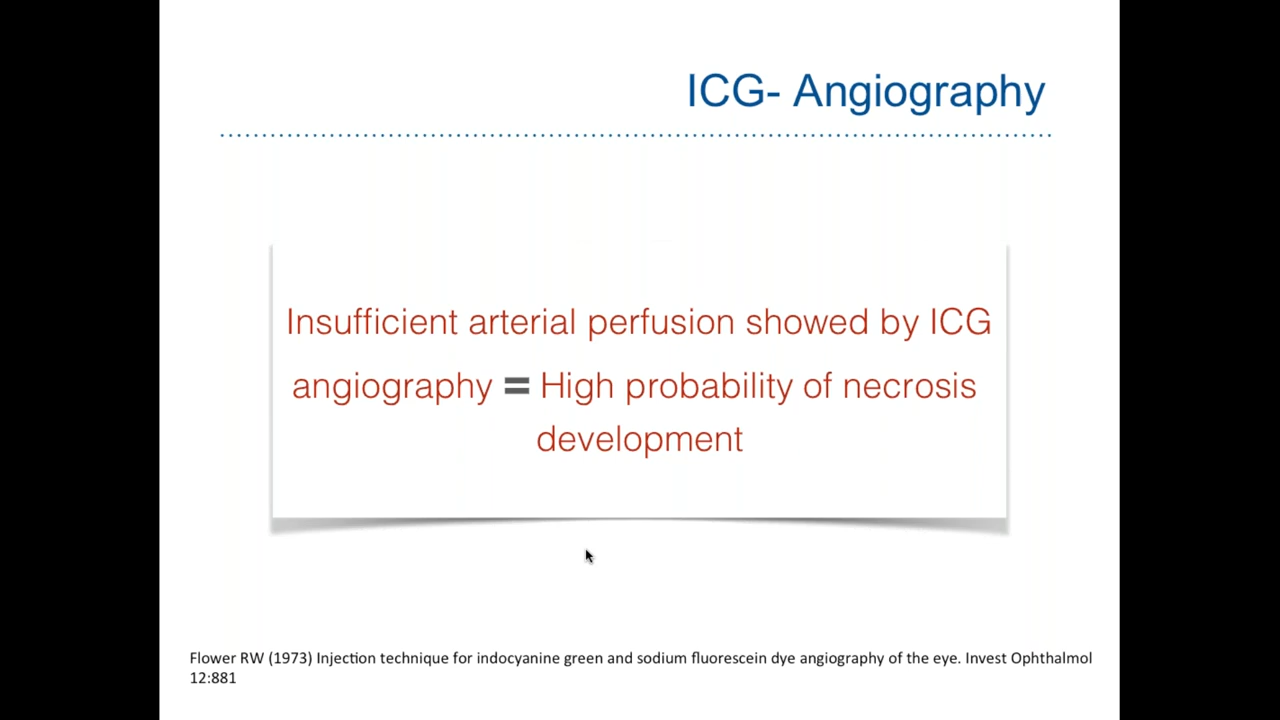 ICG- Angiography
Insufficient arterial perfusion showed by ICG
angiography = High probability of necrosis
development
Flower RW (1973) Injection technique for indocyanine green and sodium fluorescein dye angiography of the eye. Invest Ophthalmol
12:881